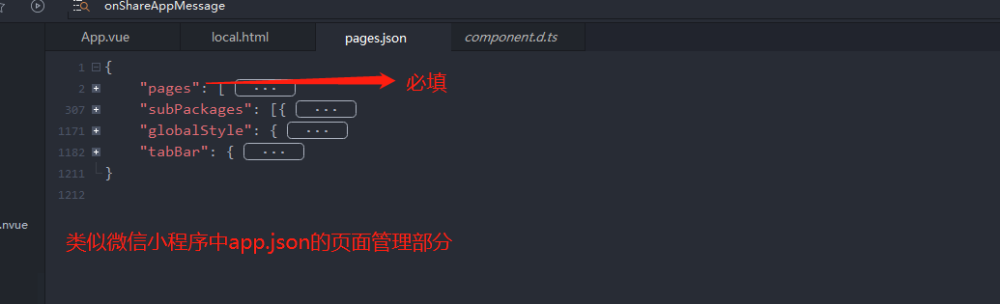 onShareAppMessage
App.vue local.html pages.json component.d.ts
1 {
2 "pages": [ ... 必填
307 "subPackages": [{ ...
1171 "globalStyle": { ...
1182 "tabBar": { ...
1211 }
1212
.nvue
类似微信小程序中app.json的页面管理部分